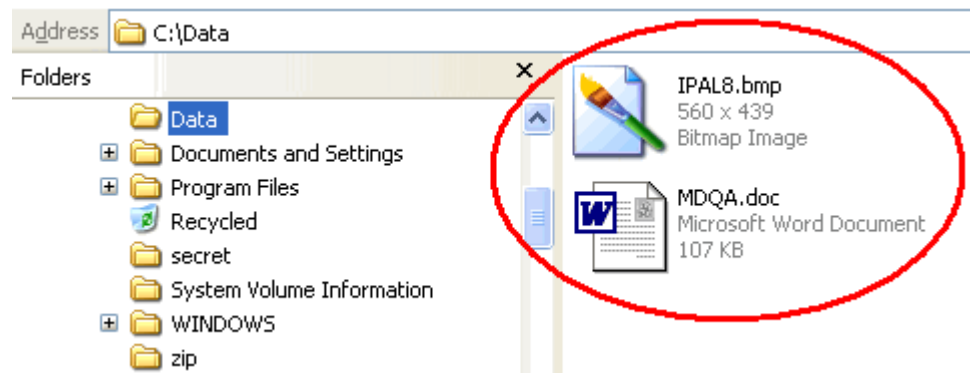 Address C:\Data
Folders
Data
Documents and Settings
Program Files
Recycled
secret
System Volume Information
WINDOWS
zip
IPAL8.bmp
560 x 439
Bitmap Image
MDQA.doc
Microsoft Word Document
107 KB